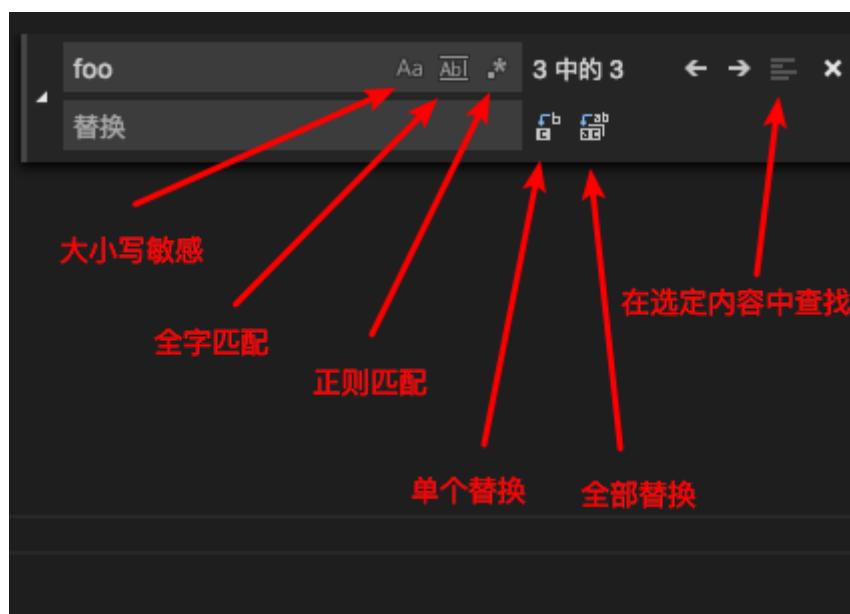 foo Aa Abl .* 3 中的 3
替换
大小写敏感
在选定内容中查找
全字匹配
正则匹配
单个替换
全部替换